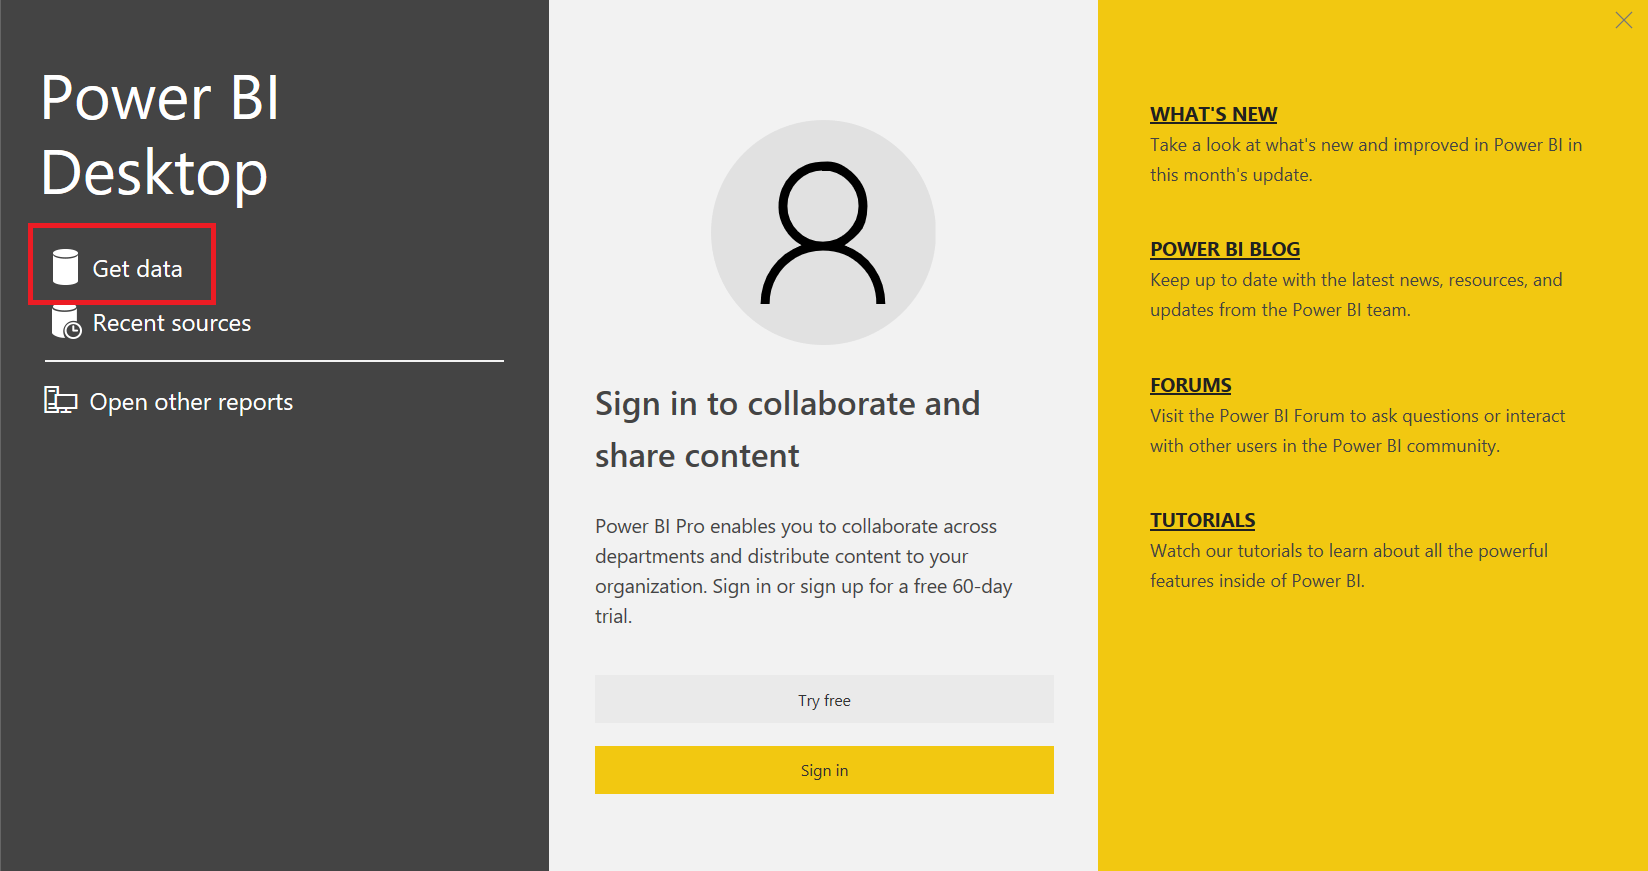 Power BI
Desktop
Get data
Recent sources
Open other reports
Sign in to collaborate and
share content
Power BI Pro enables you to collaborate across
departments and distribute content to your
organization. Sign in or sign up for a free 60-day
trial.
Try free
Sign in
WHAT'S NEW
Take a look at what's new and improved in Power BI in
this month's update.
POWER BI BLOG
Keep up to date with the latest news, resources, and
updates from the Power BI team.
FORUMS
Visit the Power BI Forum to ask questions or interact
with other users in the Power BI community.
TUTORIALS
Watch our tutorials to learn about all the powerful
features inside of Power BI.